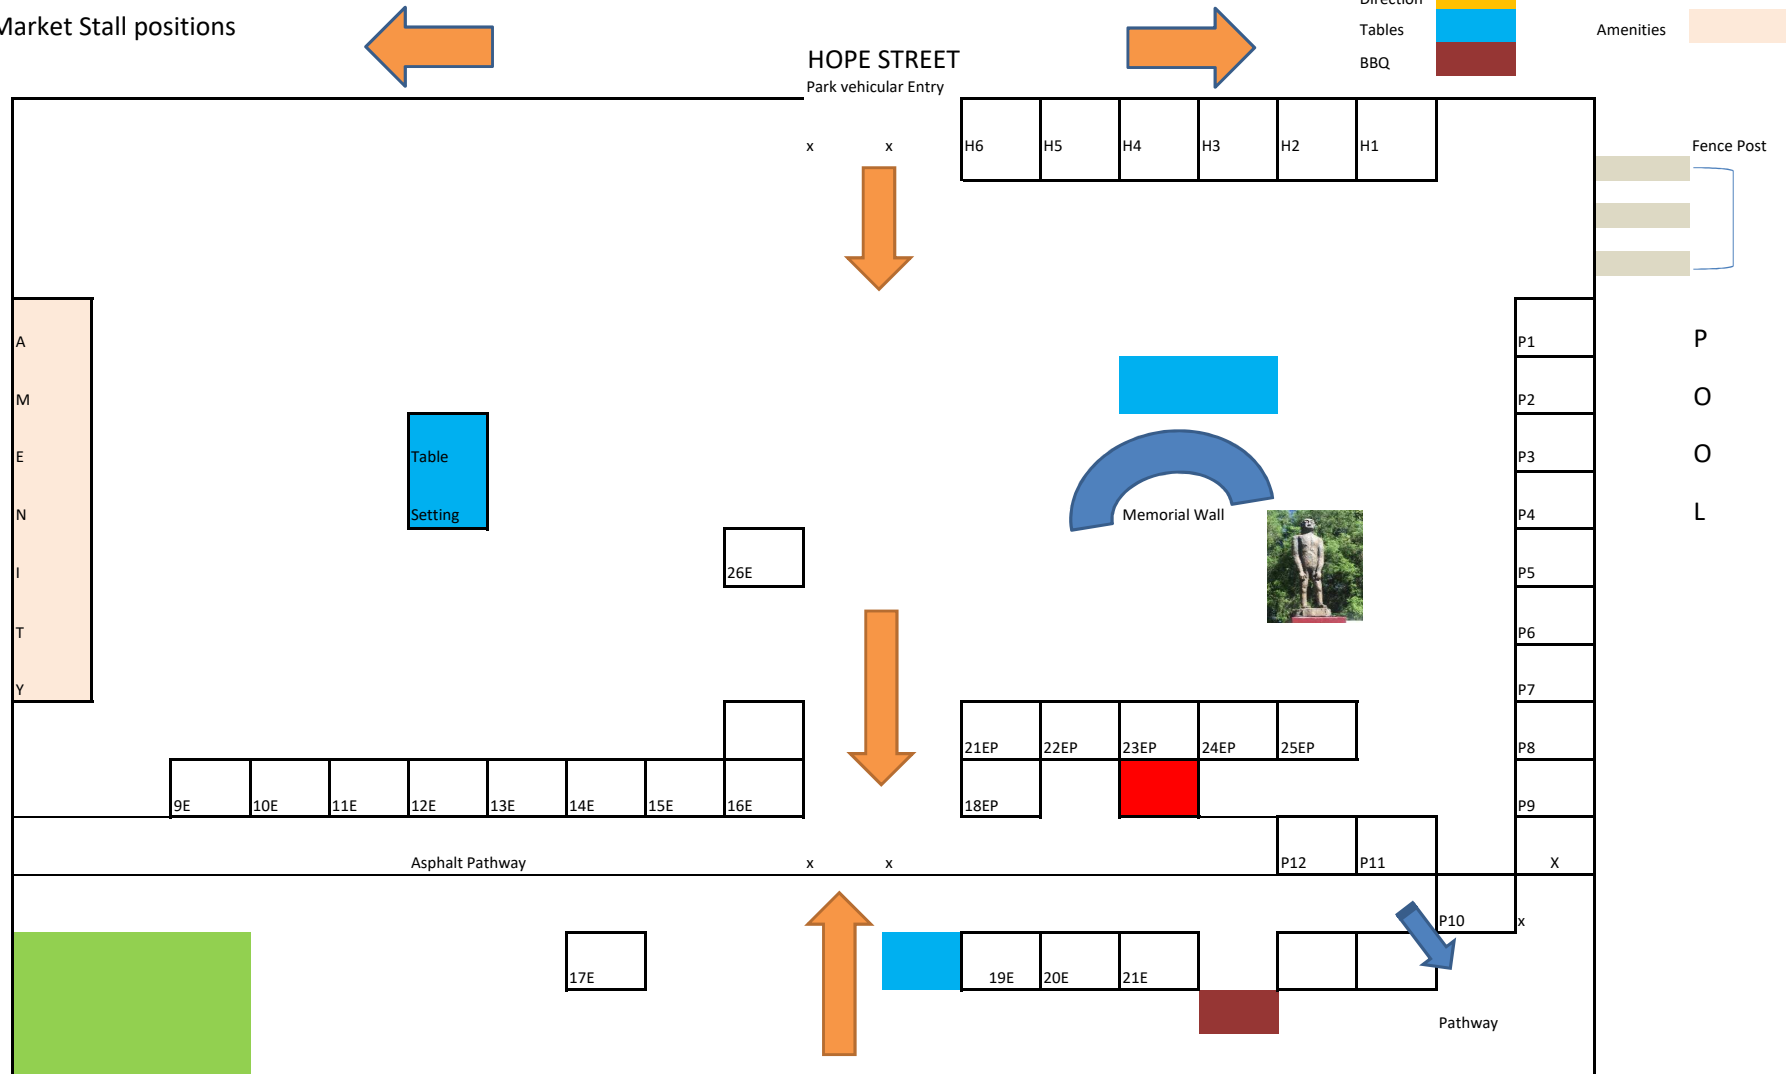 Direction
Market Stall positions
Tables
Amenities
HOPE STREET
BBQ
Park vehicular Entry
x x H6 H5 H4 H3 H2 H1 Fence Post
A P1 P
M P2 O
E Table P3 O
N Setting Memorial Wall P4 L
I 26E P5
T P6
Y P7
21EP 22EP 23EP 24EP 25EP P8
9E 10E 11E 12E 13E 14E 15E 16E 18EP P9
Asphalt Pathway x x P12 P11 X
P10 x
17E 19E 20E 21E
Pathway